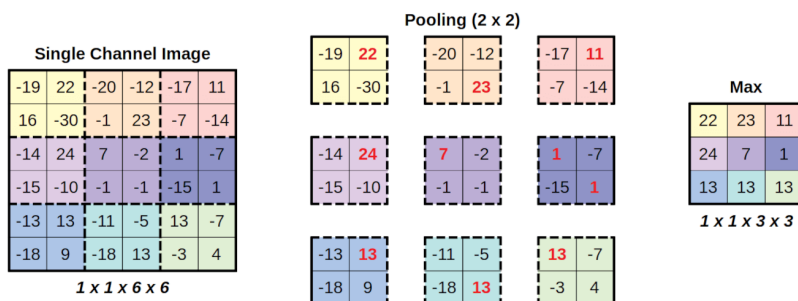 Pooling (2 x 2)
Single Channel Image
-19 22 -20 -12 -17 11
16 -30 -1 23 -7 -14
-14 24 7 -2 1 -7
-15 -10 -1 -1 -15 1
-13 13 -11 -5 13 -7
-18 9 -18 13 -3 4
1 x 1 x 6 x 6
-19 22 -20 -12 -17 11
16 -30 -1 23 -7 -14
-14 24 7 -2 1 -7
-15 -10 -1 -1 -15 1
-13 13 -11 -5 13 -7
-18 9 -18 13 -3 4
Max
22 23 11
24 7 1
13 13 13
1 x 1 x 3 x 3